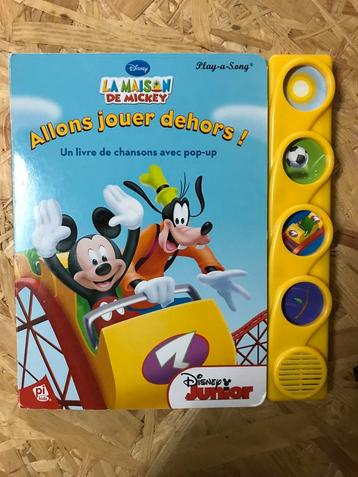 Disney
Play-a-Song®
LA MAISON
DE MICKEY
Allons jouer dehors !
Un livre de chansons avec pop-up
pi
Disney
Junior